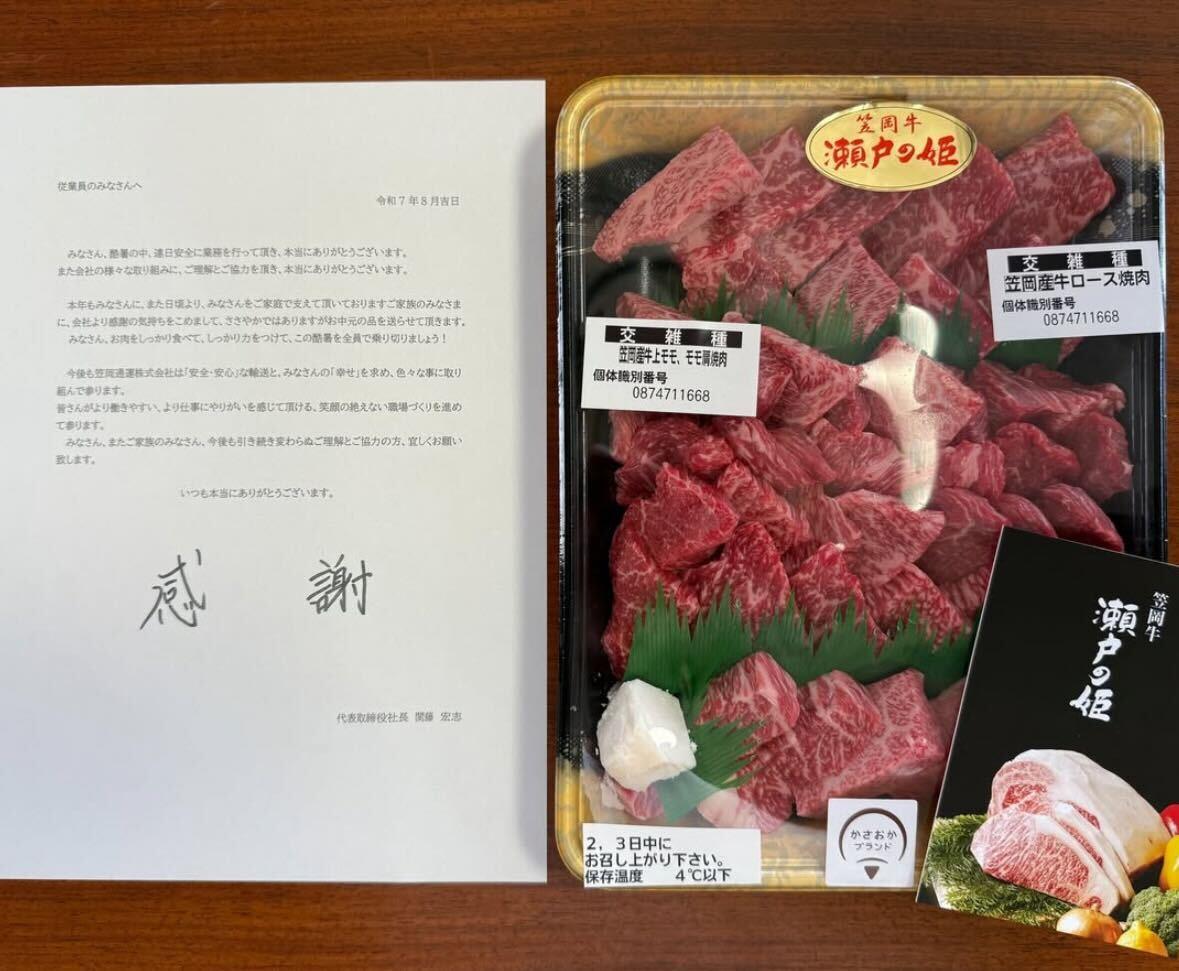 従業員のみなさんへ
令和7年8月吉日
みなさん、酷暑の中、連日安全に業務を行って頂き、本当にありがとうございます。
また会社の様々な取り組みに、ご理解とご協力を頂き、本当にありがとうございます。
本年もみなさんに、また日頃より、みなさんをご家庭で支えて頂いておりますご家族のみなさま
に、会社より感謝の気持ちをこめまして、ささやかではありますがお中元の品を送らせて頂きます。
みなさん、お肉をしっかり食べて、しっかり力をつけて、この酷暑を全員で乗り切りましょう！
今後も笠岡通運株式会社は「安全・安心」な輸送と、みなさんの「幸せ」を求め、色々な事に取り
組んで参ります。
皆さんがより働きやすい、より仕事にやりがいを感じて頂ける、笑顔の絶えない職場づくりを進め
て参ります。
みなさん、またご家族のみなさん、今後も引き続き変わらぬご理解とご協力の方、宜しくお願い
致します。
いつも本当にありがとうございます。
感 謝
代表取締役社長 関藤 宏志
笠岡牛
瀬戸の姫
交雑種
笠岡産牛ロース焼肉
個体識別番号
0874711668
交雑種
笠岡産牛上モモ、モモ肩焼肉
個体識別番号
0874711668
笠岡牛
瀬戸の姫
かさおか
ブランド
2，3日中に
お召し上がり下さい。
保存温度 4℃以下